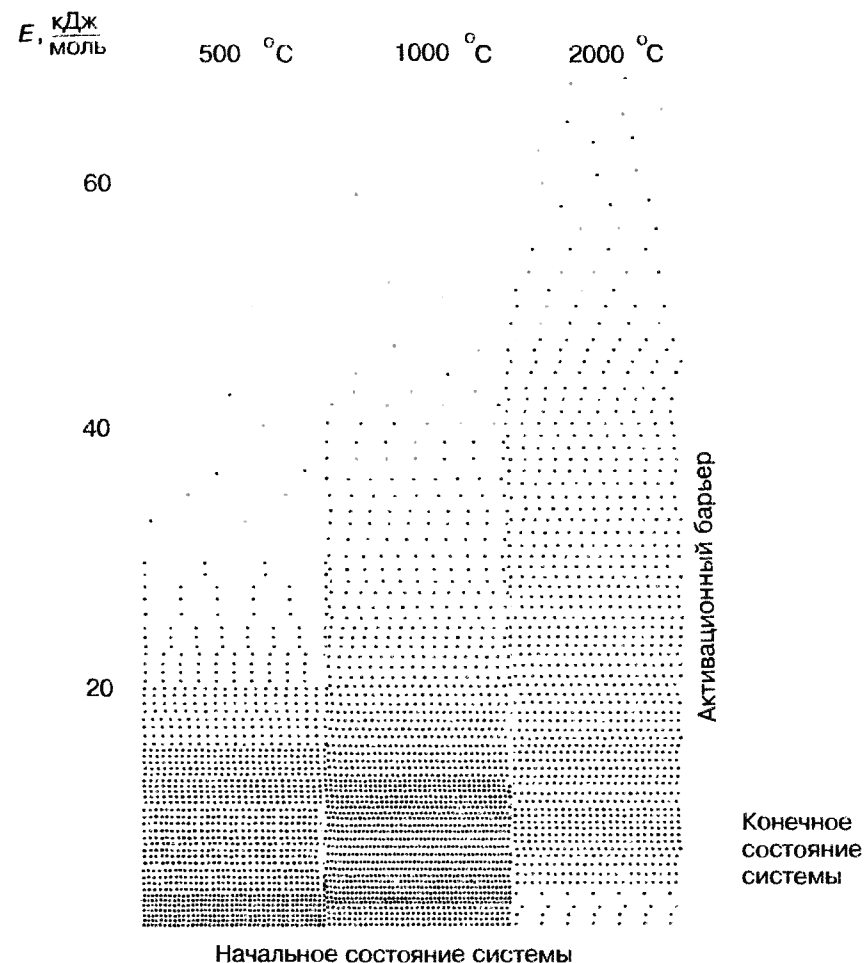 E, кДж
моль
500 °C 1000 °C 2000 °C
60
40
20
Активационный барьер
Конечное
состояние
системы
Начальное состояние системы